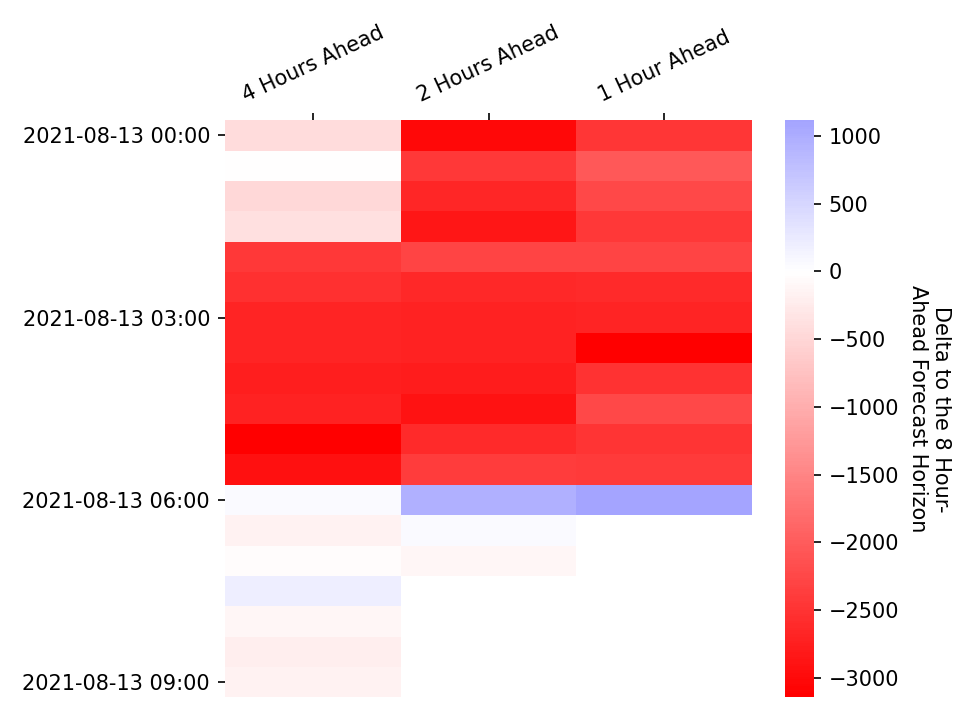 4 Hours Ahead
2 Hours Ahead
1 Hour Ahead
2021-08-13 00:00
2021-08-13 03:00
2021-08-13 06:00
2021-08-13 09:00
1000
500
0
−500
−1000
−1500
−2000
−2500
−3000
Delta to the 8 Hour-
Ahead Forecast Horizon